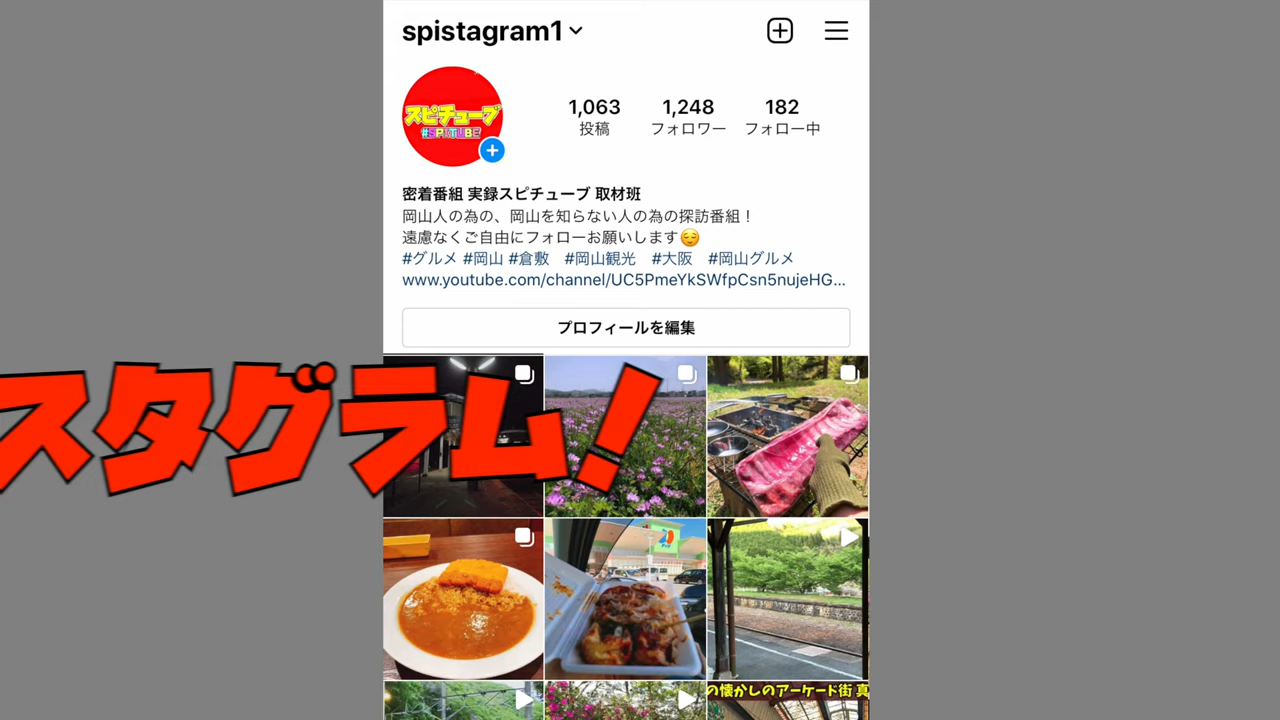 spistagram1
スピチューブ
#SPITUBE
1,063
投稿
1,248
フォロワー
182
フォロー中
密着番組 実録スピチューブ 取材班
岡山人の為の、岡山を知らない人の為の探訪番組！
遠慮なくご自由にフォローお願いします😌
#グルメ #岡山 #倉敷　#岡山観光　#大阪　#岡山グルメ
www.youtube.com/channel/UC5PmeYkSWfpCsn5nujeHG...
プロフィールを編集
スタグラム！
の懐かしのアーケード街 真